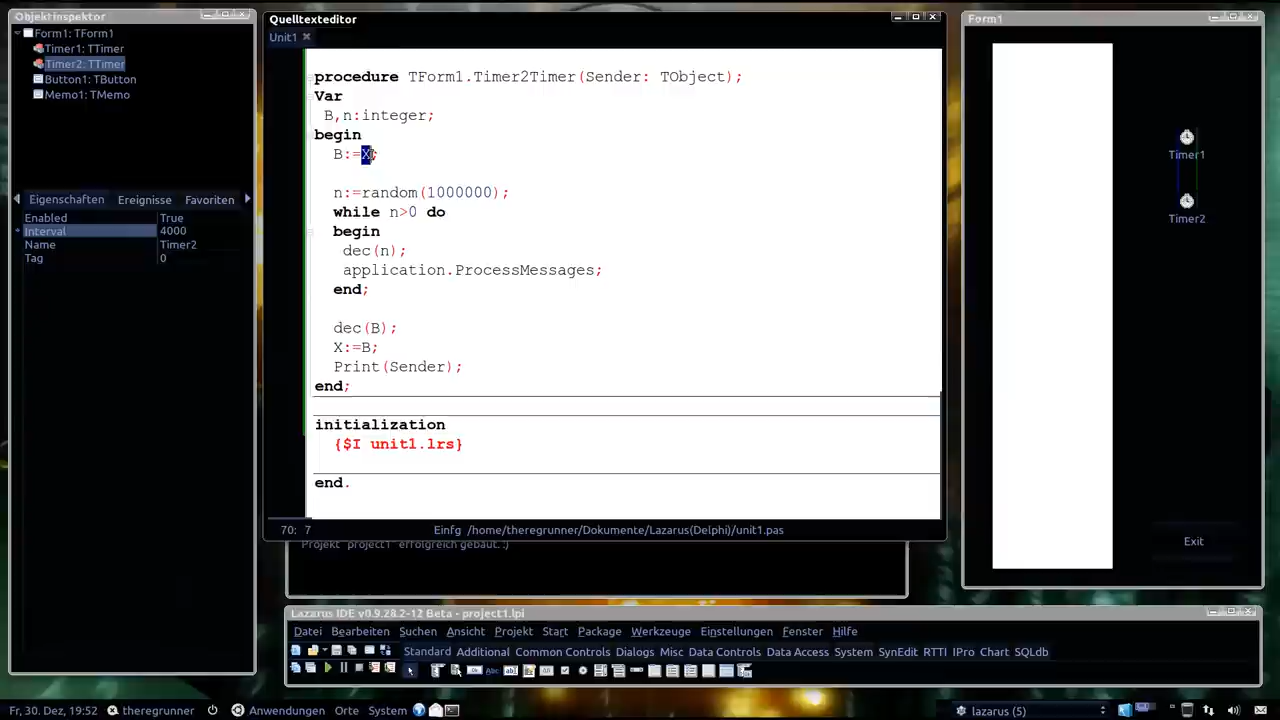 Objektinspektor
Form1: TForm1
Timer1: TTimer
Timer2: TTimer
Button1: TButton
Memo1: TMemo
Eigenschaften Ereignisse Favoriten
Enabled True
Interval 4000
Name Timer2
Tag 0
Quelltexteditor
Unit1
procedure TForm1.Timer2Timer(Sender: TObject);
Var
B,n:integer;
begin
B:=X;
n:=random(1000000);
while n>0 do
begin
dec(n);
application.ProcessMessages;
end;
dec(B);
X:=B;
Print(Sender);
end;
initialization
{$I unit1.lrs}
end.
70: 7 Einfg /home/theregrunner/Dokumente/Lazarus(Delphi)/unit1.pas
Projekt "project1" erfolgreich gebaut. :)
Form1
Timer1
Timer2
Exit
Lazarus IDE v0.9.28.2-12 Beta - project1.lpi
Datei Bearbeiten Suchen Ansicht Projekt Start Package Werkzeuge Einstellungen Fenster Hilfe
Standard Additional Common Controls Dialogs Misc Data Controls Data Access System SynEdit RTTI IPro Chart SQLdb
Fr, 30. Dez, 19:52 theregrunner Anwendungen Orte System lazarus (5)